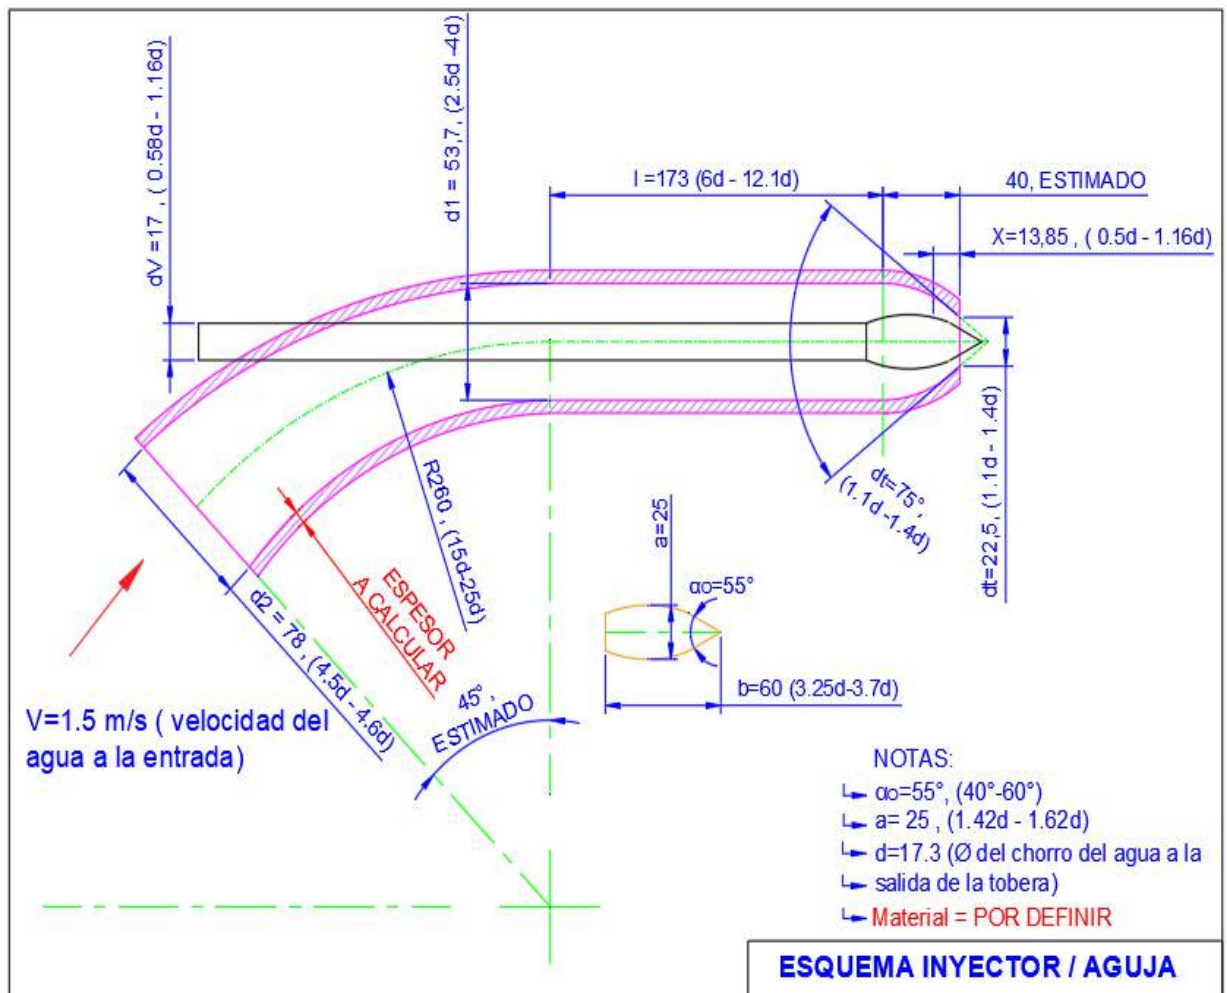 dV =17 , ( 0.58d - 1.16d)
d1 = 53,7, (2.5d -4d)
l =173 (6d - 12.1d)
40, ESTIMADO
X=13,85 , ( 0.5d - 1.16d)
dt=22,5, (1.1d - 1.4d)
dt=75°,
(1.1d -1.4d)
R260 , (15d-25d)
a=25
αo=55°
b=60 (3.25d-3.7d)
ESPESOR
A CALCULAR
d2 = 78 , (4,5d - 4.6d)
45° ,
ESTIMADO
V=1.5 m/s ( velocidad del
agua a la entrada)
NOTAS:
αo=55°, (40°-60°)
a= 25 , (1.42d - 1.62d)
d=17.3 (Ø del chorro del agua a la
salida de la tobera)
Material = POR DEFINIR
ESQUEMA INYECTOR / AGUJA